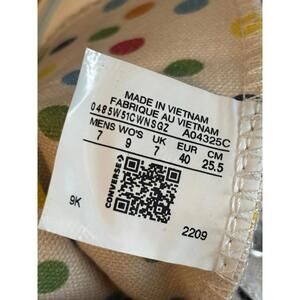 MADE IN VIETNAM
FABRIQUE AU VIETNAM
0485W51CWNSGZ A04325C
MENS WO'S UK EUR CM
7 9 7 40 25.5
CONVERSE
9K
2209